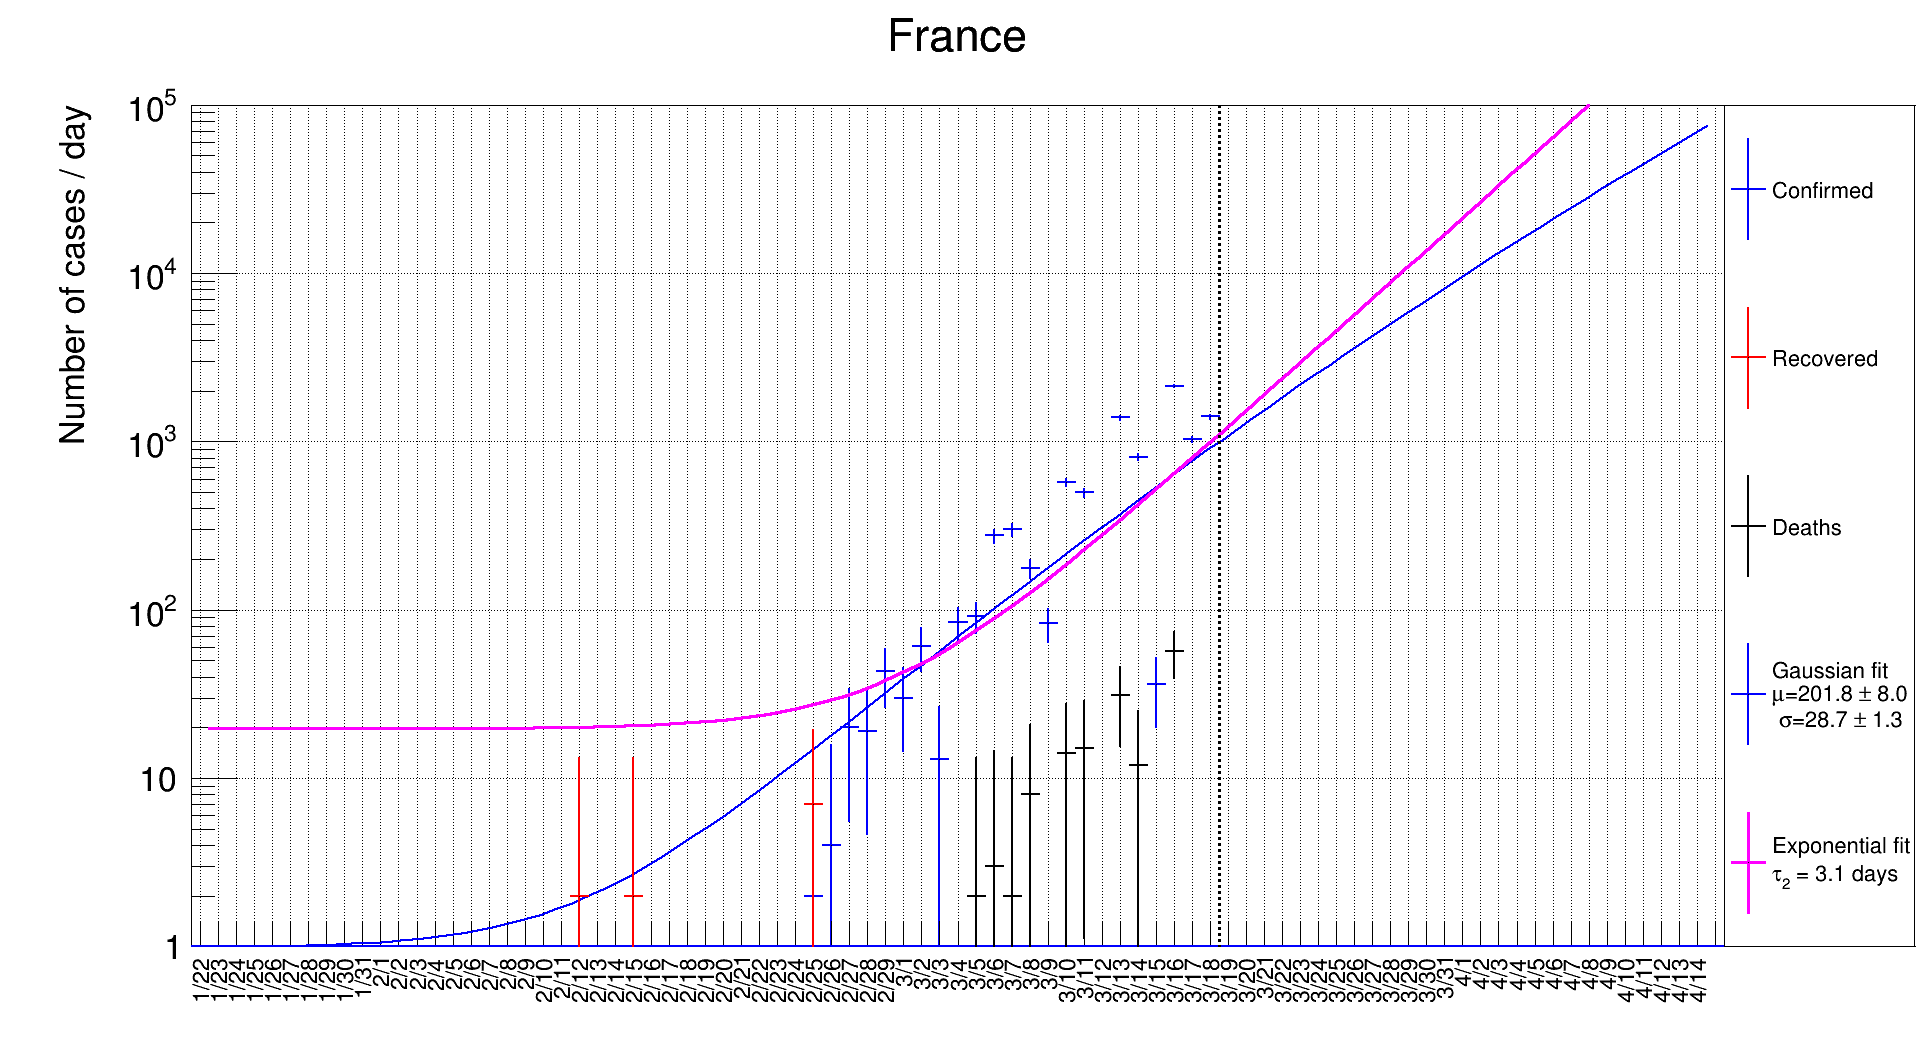 France
Number of cases / day
10⁵
10⁴
10³
10²
10
1
1/22 1/23 1/24 1/25 1/26 1/27 1/28 1/29 1/30 1/31 2/1 2/2 2/3 2/4 2/5 2/6 2/7 2/8 2/9 2/10 2/11 2/12 2/13 2/14 2/15 2/16 2/17 2/18 2/19 2/20 2/21 2/22 2/23 2/24 2/25 2/26 2/27 2/28 2/29 3/1 3/2 3/3 3/4 3/5 3/6 3/7 3/8 3/9 3/10 3/11 3/12 3/13 3/14 3/15 3/16 3/17 3/18 3/19 3/20 3/21 3/22 3/23 3/24 3/25 3/26 3/27 3/28 3/29 3/30 3/31 4/1 4/2 4/3 4/4 4/5 4/6 4/7 4/8 4/9 4/10 4/11 4/12 4/13 4/14
Confirmed
Recovered
Deaths
Gaussian fit
μ=201.8 ± 8.0
σ=28.7 ± 1.3
Exponential fit
τ₂ = 3.1 days